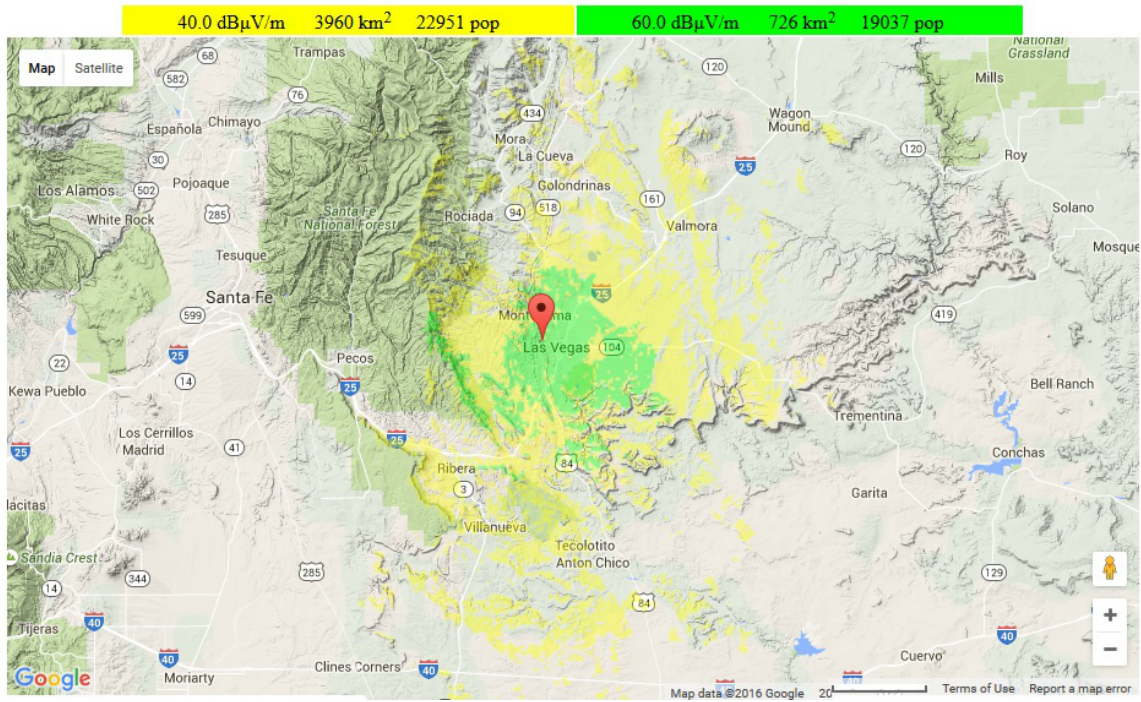 40.0 dBµV/m 3960 km² 22951 pop 60.0 dBµV/m 726 km² 19037 pop
National
Grassland
Map Satellite
68
Trampas
120
582
Mills
76
434
Wagon
Mound
Española
Chimayo
Mora
120
30
La Cueva
25
Roy
Los Alamos
502
Pojoaque
Golondrinas
285
Santa Fe
National Forest
Rociada
94
518
161
Solano
White Rock
Valmora
Mosque
Tesuque
Santa Fe
25
599
419
Las Vegas
104
25
22
Pecos
14
25
Kewa Pueblo
Bell Ranch
Trementina
Los Cerrillos
Madrid
41
25
25
Conchas
84
Ribera
3
Garita
lacitas
Villanueva
Sandia Crest
Tecolotito
Anton Chico
285
344
129
14
84
Tijeras
40
40
40
Clines Corners
40
Cuervo
Moriarty
Google
Map data ©2016 Google 20
Terms of Use Report a map error